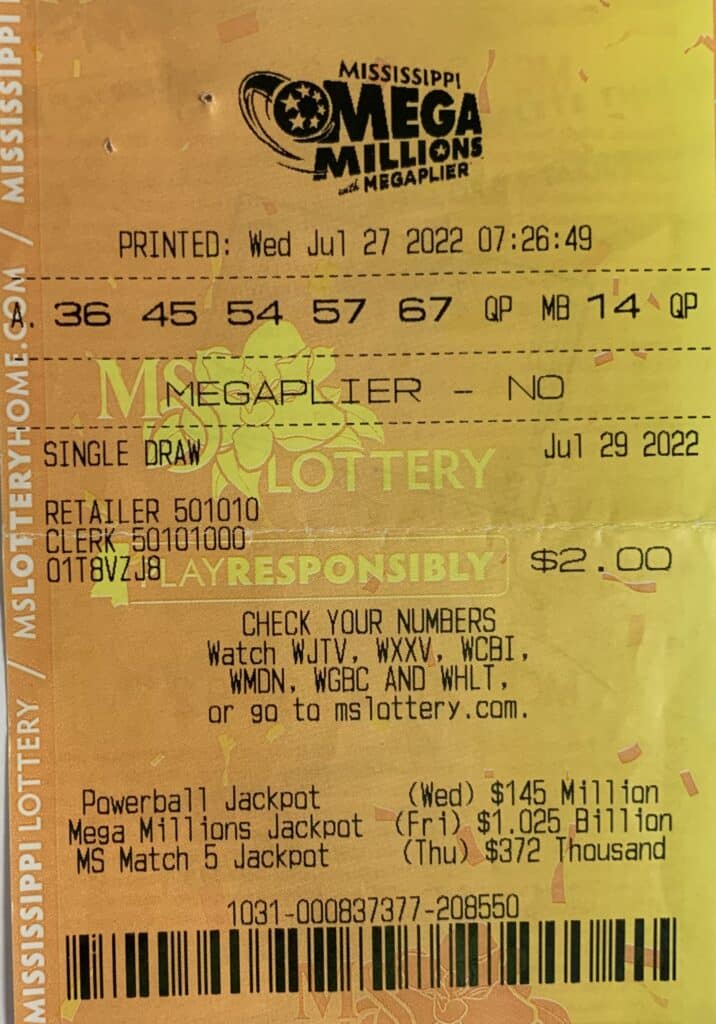 MISSISSIPPI
MEGA
MILLIONS
with MEGAPLIER
PRINTED: Wed Jul 27 2022 07:26:49
A. 36 45 54 57 67 QP MB 14 QP
MEGAPLIER - NO
MS
LOTTERY
SINGLE DRAW Jul 29 2022
RETAILER 501010
CLERK 50101000
01T8VZJ8
PLAY RESPONSIBLY
$2.00
CHECK YOUR NUMBERS
Watch WJTV, WXXV, WCBI,
WMDN, WGBC AND WHLT,
or go to mslottery.com.
Powerball Jackpot (Wed) $145 Million
Mega Millions Jackpot (Fri) $1.025 Billion
MS Match 5 Jackpot (Thu) $372 Thousand
1031-000837377-208550
MS
MISSISSIPPI LOTTERY / MSLOTTERYHOME.COM / MISSISSIPPI